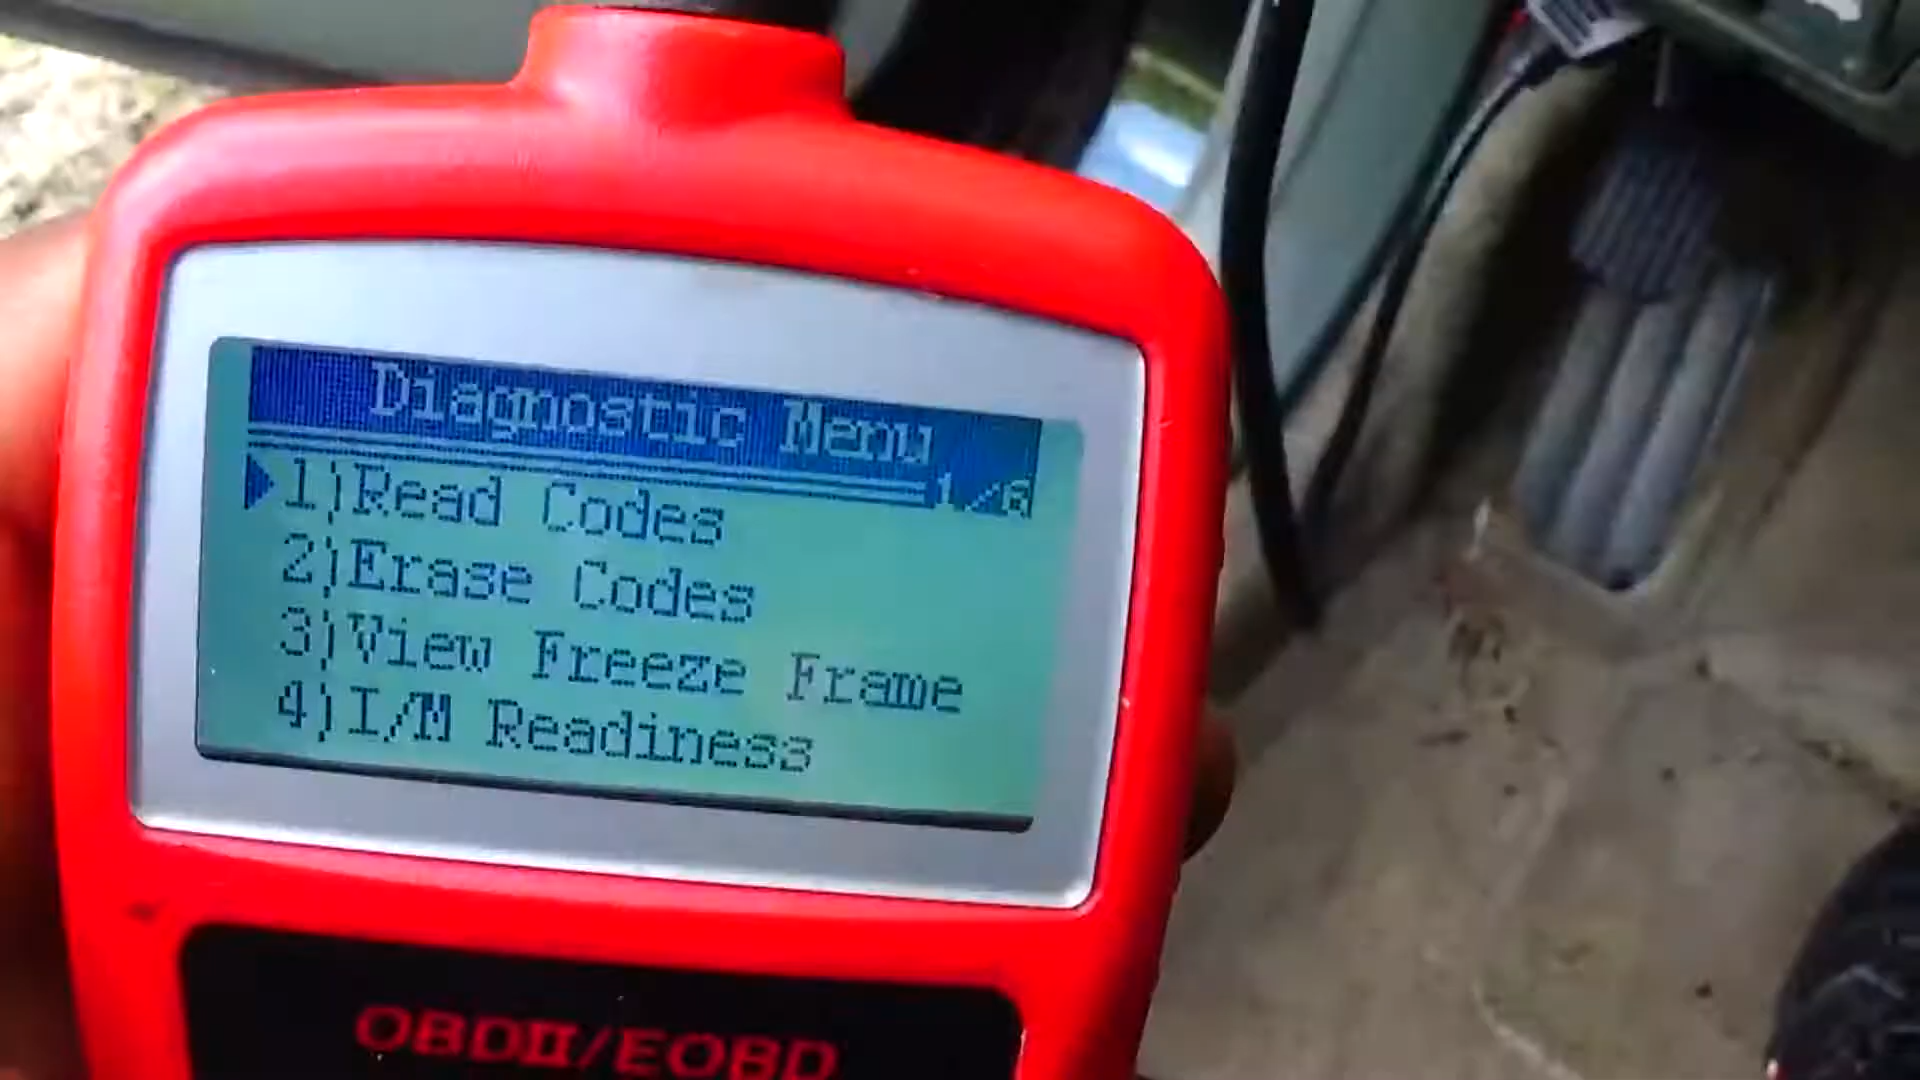 Diagnostic Menu
1)Read Codes
2)Erase Codes
3)View Freeze Frame
4)I/M Readiness
OBDII/EOBD